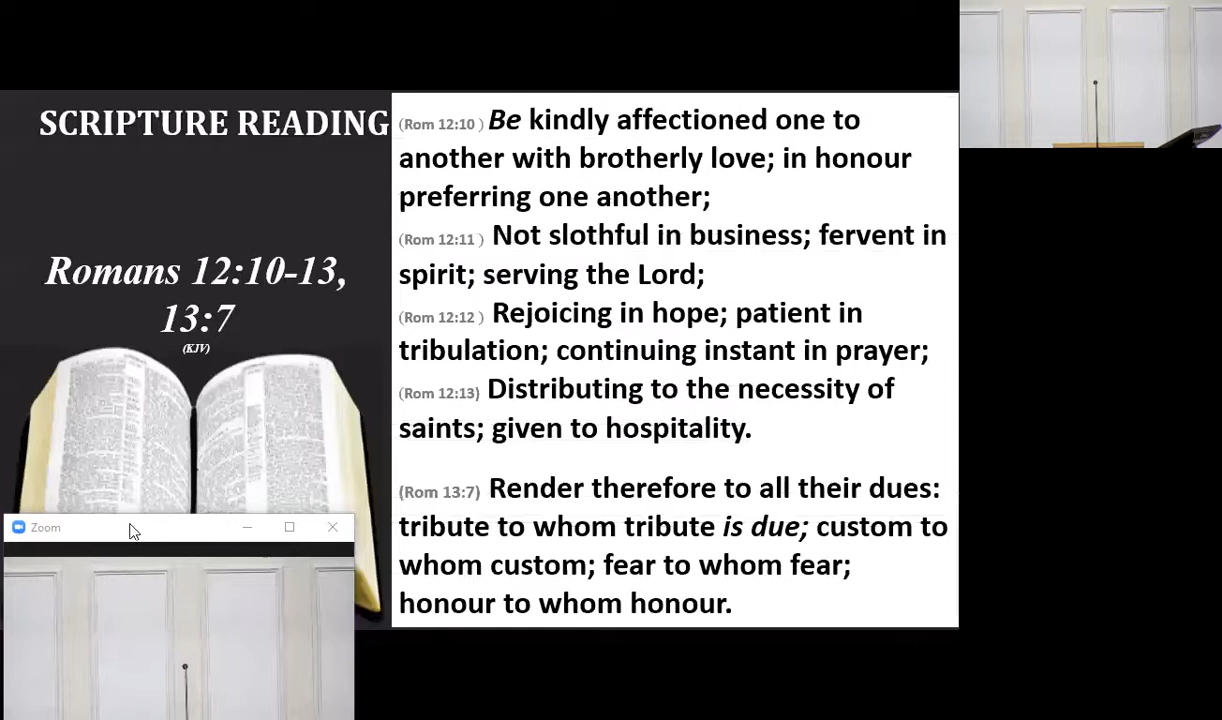 SCRIPTURE READING
Romans 12:10-13,
13:7
(KJV)
(Rom 12:10 ) Be kindly affectioned one to
another with brotherly love; in honour
preferring one another;
(Rom 12:11 ) Not slothful in business; fervent in
spirit; serving the Lord;
(Rom 12:12 ) Rejoicing in hope; patient in
tribulation; continuing instant in prayer;
(Rom 12:13) Distributing to the necessity of
saints; given to hospitality.
(Rom 13:7) Render therefore to all their dues:
tribute to whom tribute is due; custom to
whom custom; fear to whom fear;
honour to whom honour.
Zoom